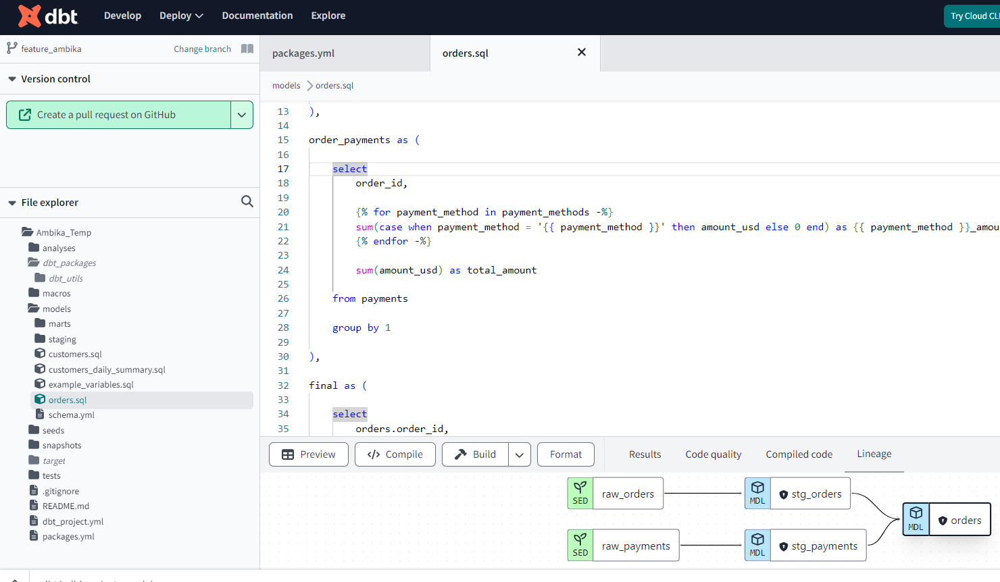 dbt Develop Deploy Documentation Explore Try Cloud CLI
feature_ambika Change branch
Version control
Create a pull request on GitHub
File explorer
Ambika_Temp
analyses
dbt_packages
dbt_utils
macros
models
marts
staging
customers.sql
customers_daily_summary.sql
example_variables.sql
orders.sql
schema.yml
seeds
snapshots
target
tests
.gitignore
README.md
dbt_project.yml
packages.yml
packages.yml orders.sql
models orders.sql
13 ),
14
15 order_payments as (
16
17 select
18 order_id,
19
20 {% for payment_method in payment_methods -%}
21 sum(case when payment_method = '{{ payment_method }}' then amount_usd else 0 end) as {{ payment_method }}_amou
22 {% endfor -%}
23
24 sum(amount_usd) as total_amount
25
26 from payments
27
28 group by 1
29
30 ),
31
32 final as (
33
34 select
35 orders.order_id,
Preview Compile Build Format Results Code quality Compiled code Lineage
SED raw_orders MDL stg_orders
MDL orders
SED raw_payments MDL stg_payments